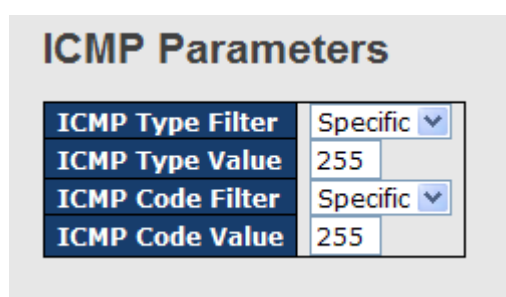 ICMP Parameters
ICMP Type Filter Specific
ICMP Type Value 255
ICMP Code Filter Specific
ICMP Code Value 255